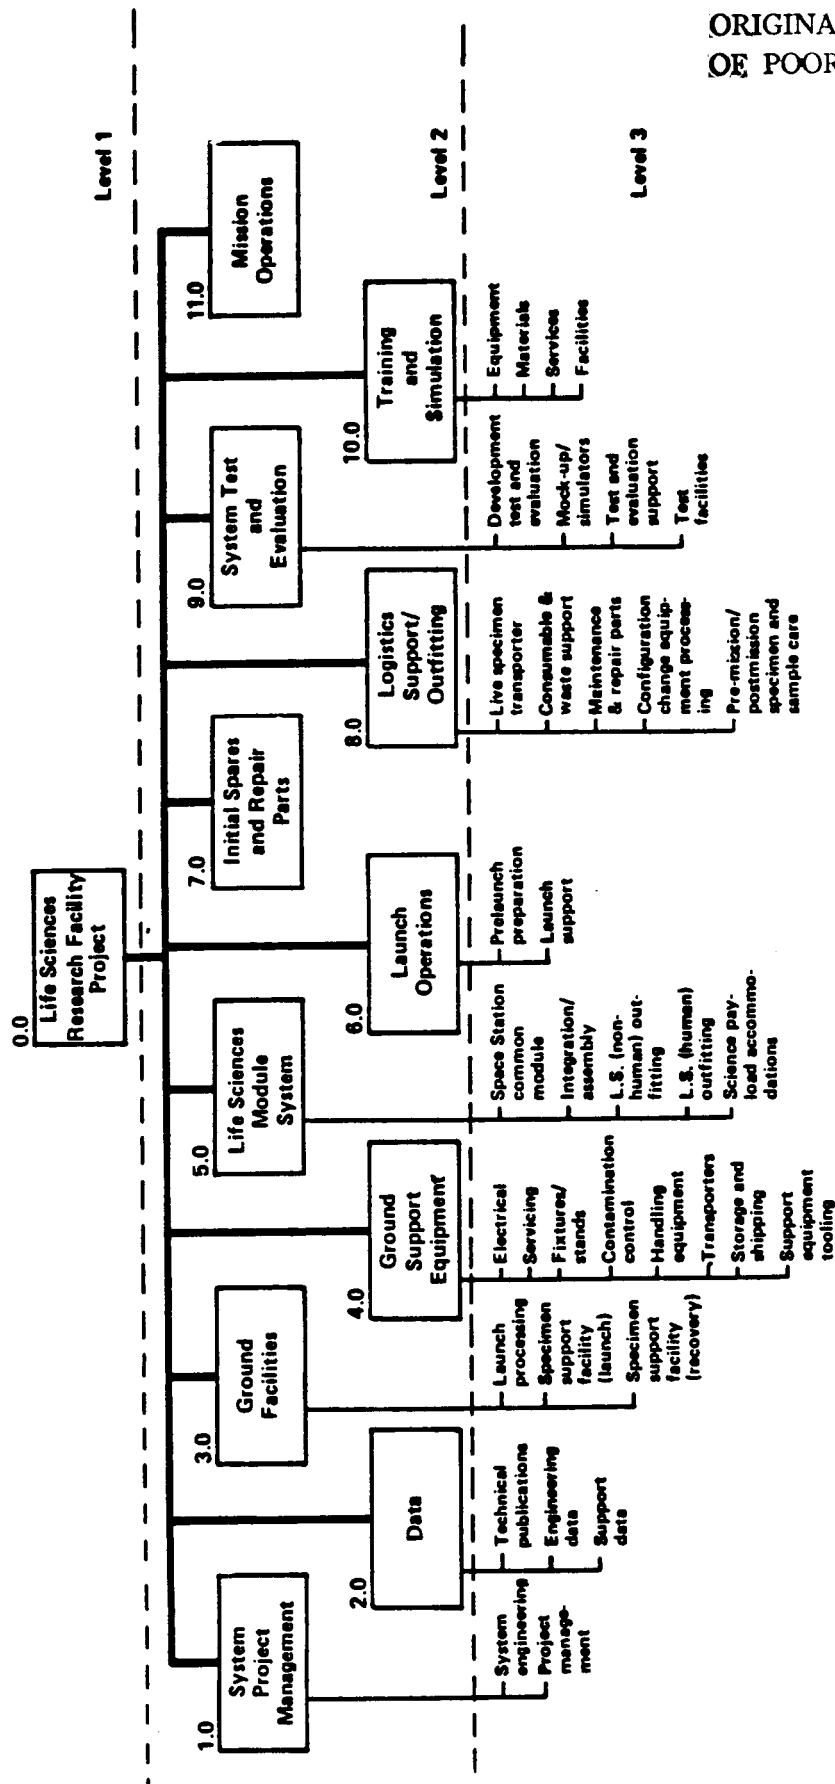 ORIGINA
OF POOR
0.0
Life Sciences
Research Facility
Project
Level 1
1.0
System
Project
Management
3.0
Ground
Facilities
5.0
Life Sciences
Module
System
7.0
Initial Spares
and Repair
Parts
9.0
System Test
and
Evaluation
11.0
Mission
Operations
2.0
Data
4.0
Ground
Support
Equipment
6.0
Launch
Operations
8.0
Logistics
Support/
Outfitting
10.0
Training
and
Simulation
Level 2
System
engineering
Project
manage-
ment
Technical
publications
Engineering
data
Support
data
Launch
processing
Specimen
support
facility
(launch)
Specimen
support
facility
(recovery)
Electrical
Servicing
Fixtures/
stands
Contamination
control
Handling
equipment
Transporters
Storage and
shipping
Support
equipment
tooling
Space Station
common
module
Integration/
assembly
L.S. (non-
human) out-
fitting
L.S. (human)
outfitting
Science pay-
load accommo-
dations
Prelaunch
preparation
Launch
support
Live specimen
transporter
Consumable &
waste support
Maintenance
& repair parts
Configuration
change equip-
ment process-
ing
Pre-mission/
postmission
specimen and
sample care
Development
test and
evaluation
Mock-up/
simulators
Test and
evaluation
support
Test
facilities
Equipment
Materials
Services
Facilities
Level 3